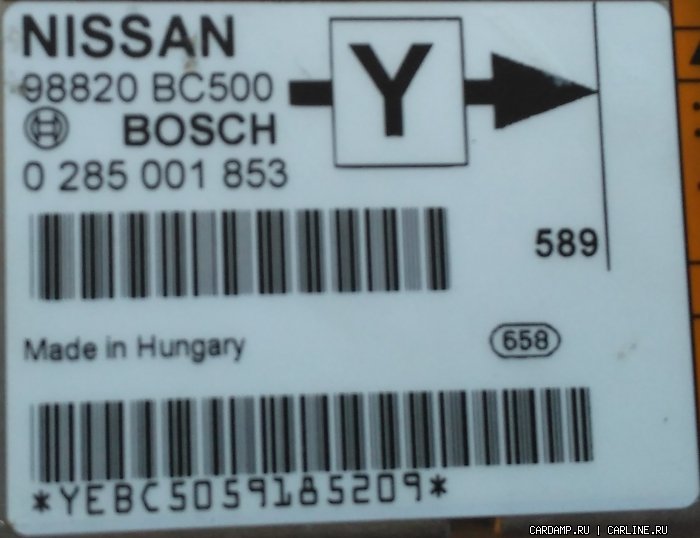 NISSAN
98820 BC500
Y
BOSCH
0 285 001 853
589
Made in Hungary
658
*YEBC5059185209*
CARDAMP.RU | CARLINE.RU